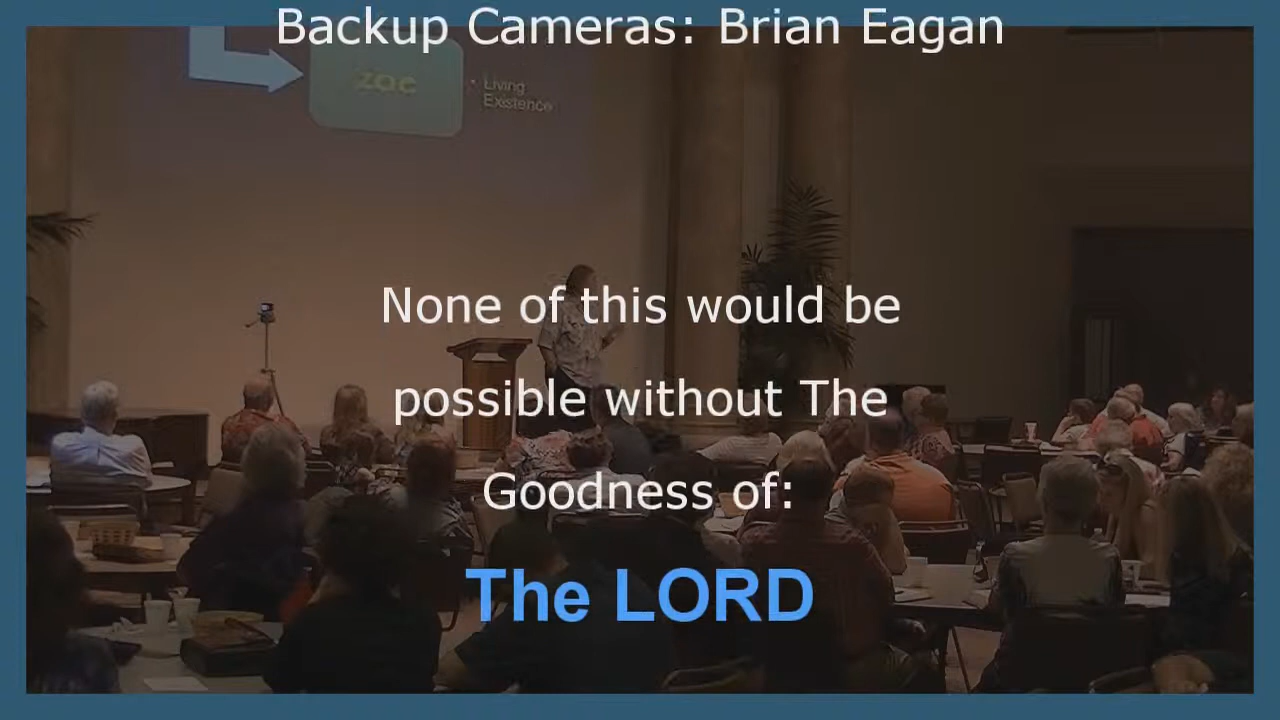 Backup Cameras: Brian Eagan
zoe
• Living
Existence
None of this would be
possible without The
Goodness of:
The LORD